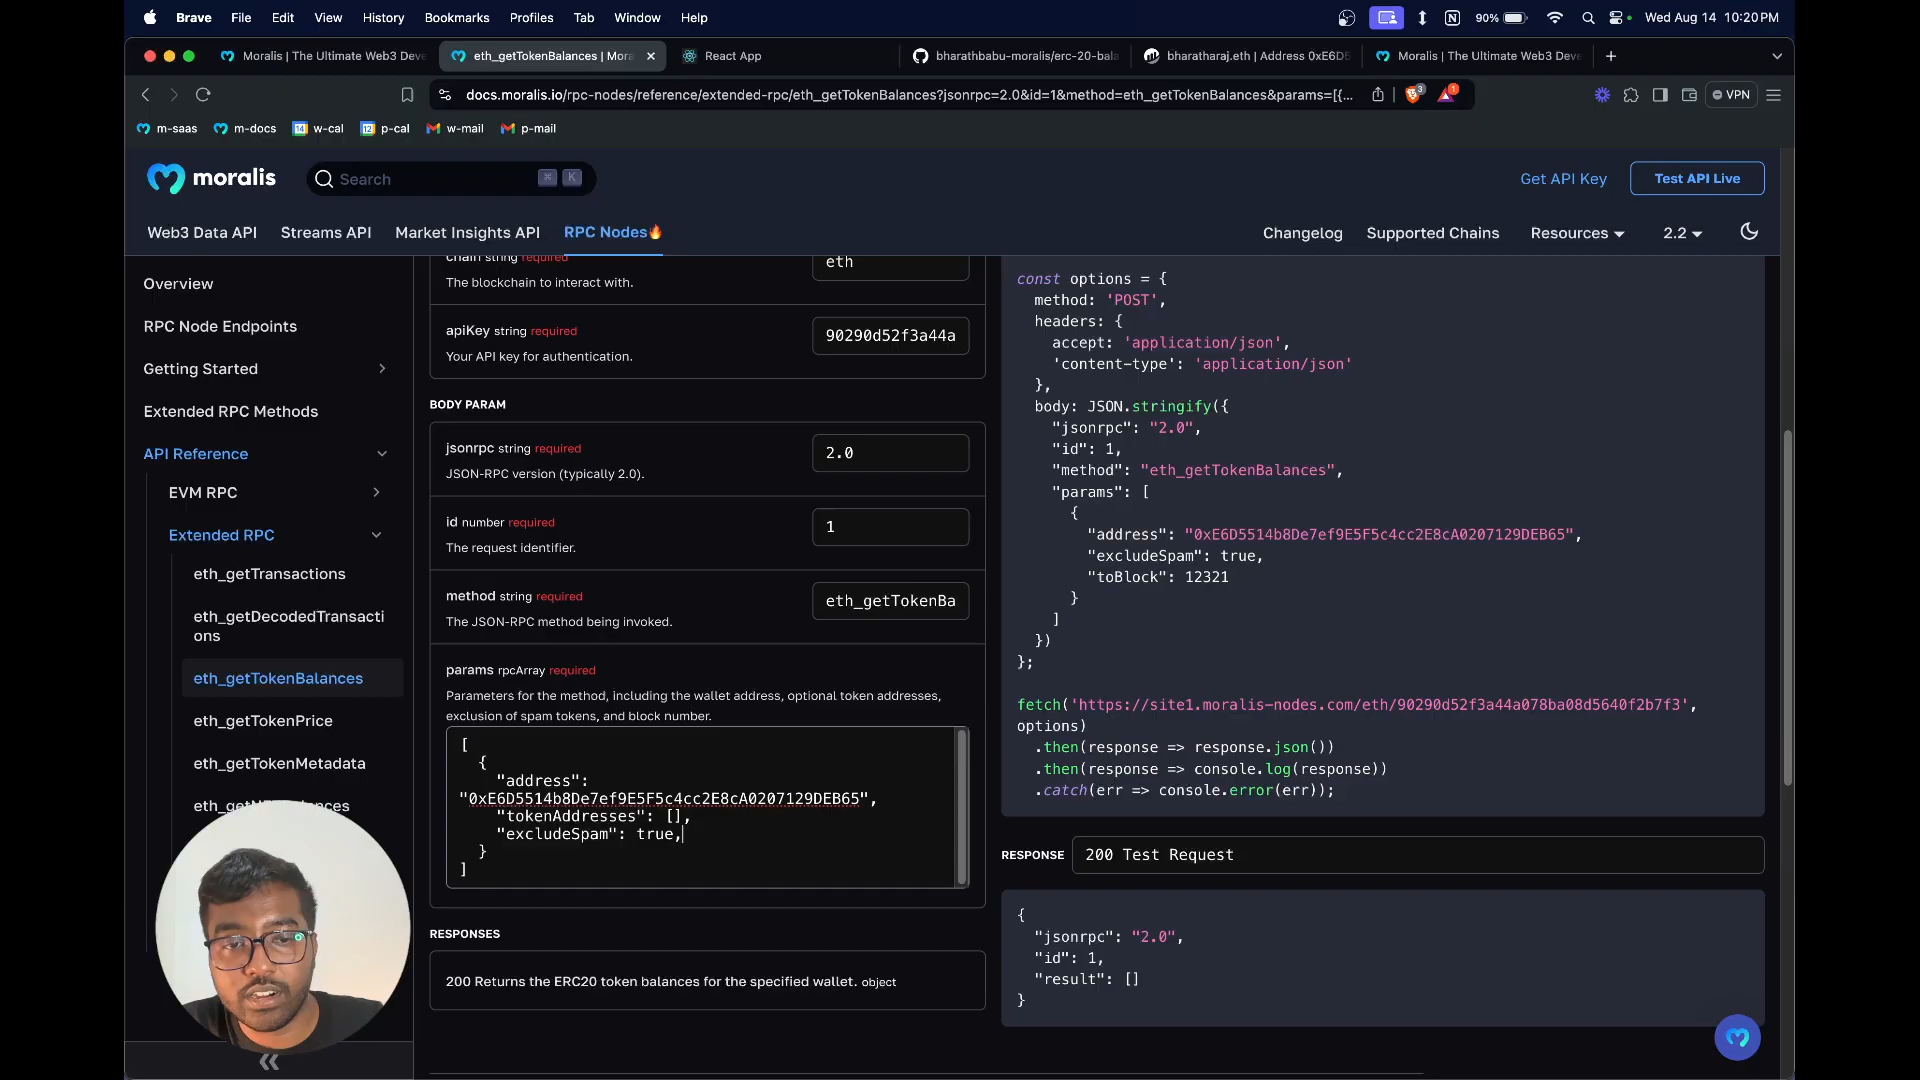 Brave File Edit View History Bookmarks Profiles Tab Window Help
90% Wed Aug 14 10:20 PM
Moralis | The Ultimate Web3 Deve
eth_getTokenBalances | Mora
React App
bharathbabu-moralis/erc-20-bala
bharatharaj.eth | Address 0xE6D5
Moralis | The Ultimate Web3 Deve
docs.moralis.io/rpc-nodes/reference/extended-rpc/eth_getTokenBalances?jsonrpc=2.0&id=1&method=eth_getTokenBalances&params=[{...
3
1
VPN
m-saas m-docs 14 w-cal 12 p-cal w-mail p-mail
moralis
Search ⌘ K
Get API Key
Test API Live
Web3 Data API Streams API Market Insights API RPC Nodes🔥
Changelog Supported Chains Resources 2.2
Overview
RPC Node Endpoints
Getting Started
Extended RPC Methods
API Reference
EVM RPC
Extended RPC
eth_getTransactions
eth_getDecodedTransacti
ons
eth_getTokenBalances
eth_getTokenPrice
eth_getTokenMetadata
chain string required
eth
The blockchain to interact with.
apiKey string required
90290d52f3a44a
Your API key for authentication.
BODY PARAM
jsonrpc string required
2.0
JSON-RPC version (typically 2.0).
id number required
1
The request identifier.
method string required
eth_getTokenBa
The JSON-RPC method being invoked.
params rpcArray required
Parameters for the method, including the wallet address, optional token addresses,
exclusion of spam tokens, and block number.
[
{
"address":
"0xE6D5514b8De7ef9E5F5c4cc2E8cA0207129DEB65",
"tokenAddresses": [],
"excludeSpam": true,
}
]
RESPONSES
200 Returns the ERC20 token balances for the specified wallet. object
const options = {
method: 'POST',
headers: {
accept: 'application/json',
'content-type': 'application/json'
},
body: JSON.stringify({
"jsonrpc": "2.0",
"id": 1,
"method": "eth_getTokenBalances",
"params": [
{
"address": "0xE6D5514b8De7ef9E5F5c4cc2E8cA0207129DEB65",
"excludeSpam": true,
"toBlock": 12321
}
]
})
};
fetch('https://site1.moralis-nodes.com/eth/90290d52f3a44a078ba08d5640f2b7f3',
options)
.then(response => response.json())
.then(response => console.log(response))
.catch(err => console.error(err));
RESPONSE
200 Test Request
{
"jsonrpc": "2.0",
"id": 1,
"result": []
}